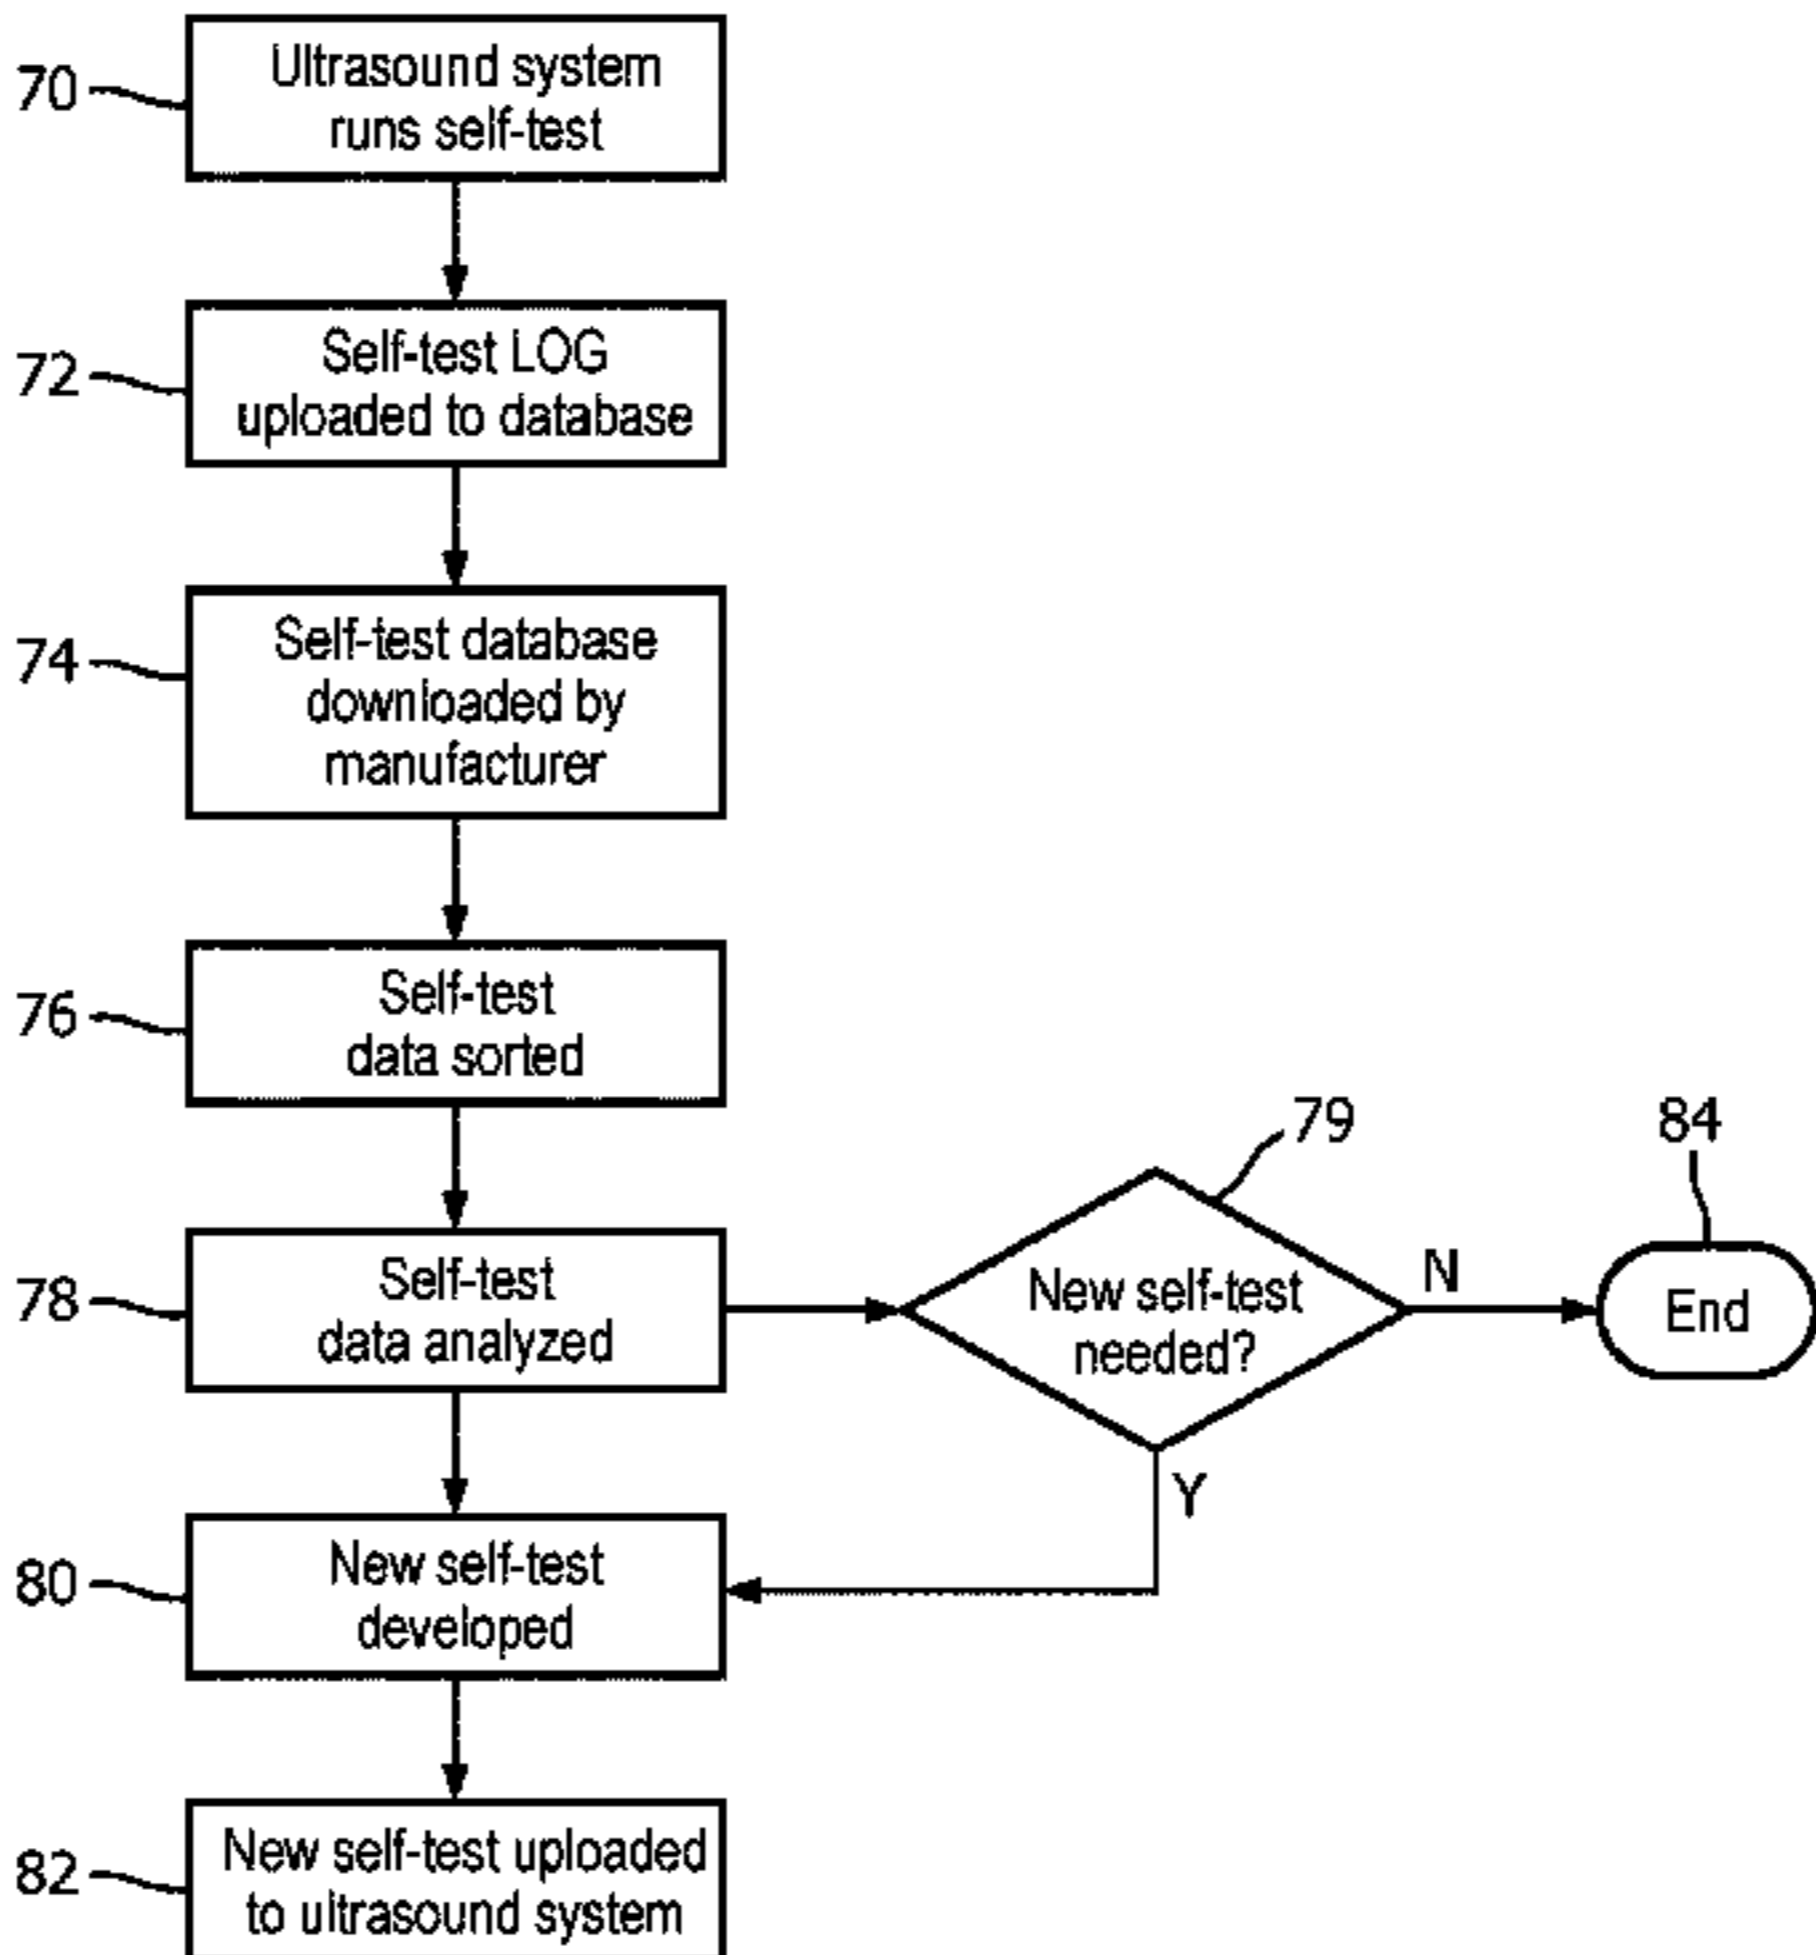 70
Ultrasound system
runs self-test
72
Self-test LOG
uploaded to database
74
Self-test database
downloaded by
manufacturer
76
Self-test
data sorted
78
Self-test
data analyzed
79
New self-test
needed?
N
84
End
Y
80
New self-test
developed
82
New self-test uploaded
to ultrasound system